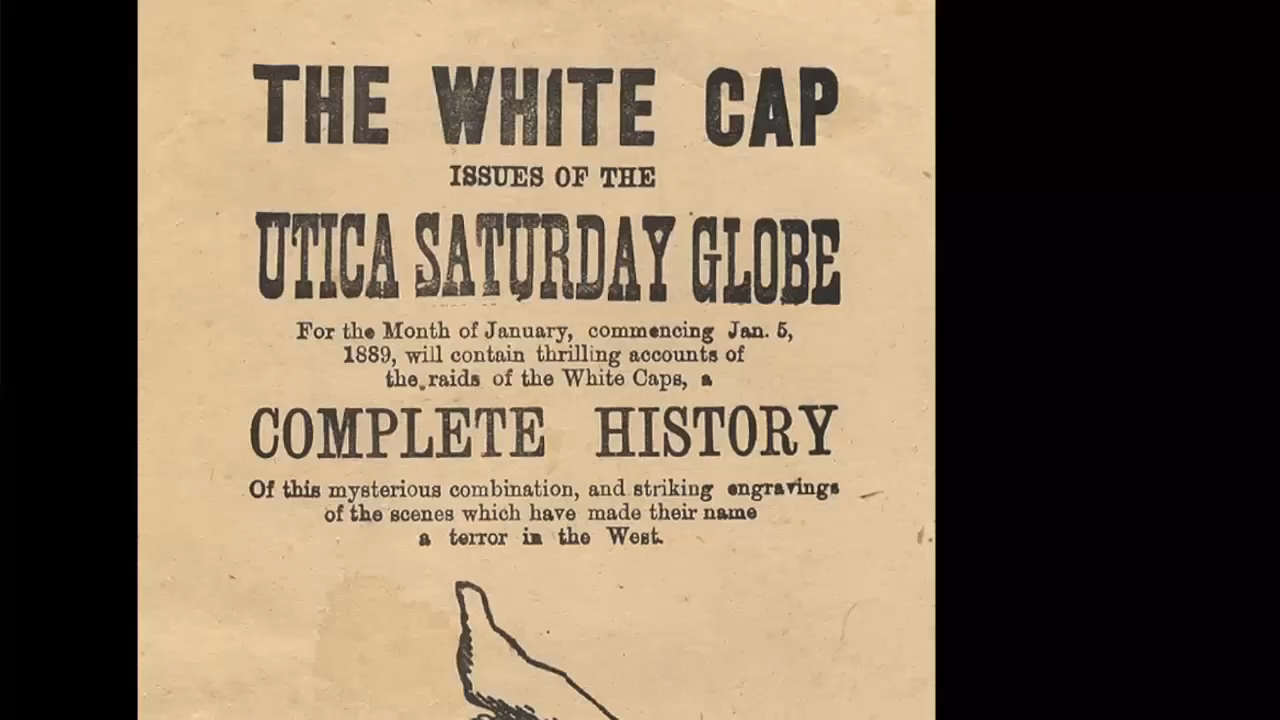 THE WHITE CAP
ISSUES OF THE
UTICA SATURDAY GLOBE
For the Month of January, commencing Jan. 5,
1889, will contain thrilling accounts of
the raids of the White Caps, a
COMPLETE HISTORY
Of this mysterious combination, and striking engravings
of the scenes which have made their name
a terror in the West.